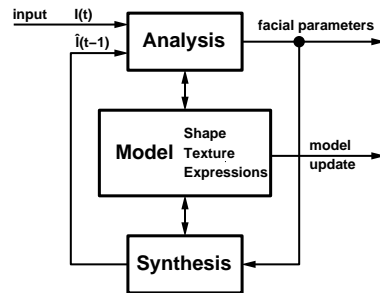 input I(t)
Î(t−1)
Analysis
facial parameters
Model
Shape
Texture
Expressions
model
update
Synthesis